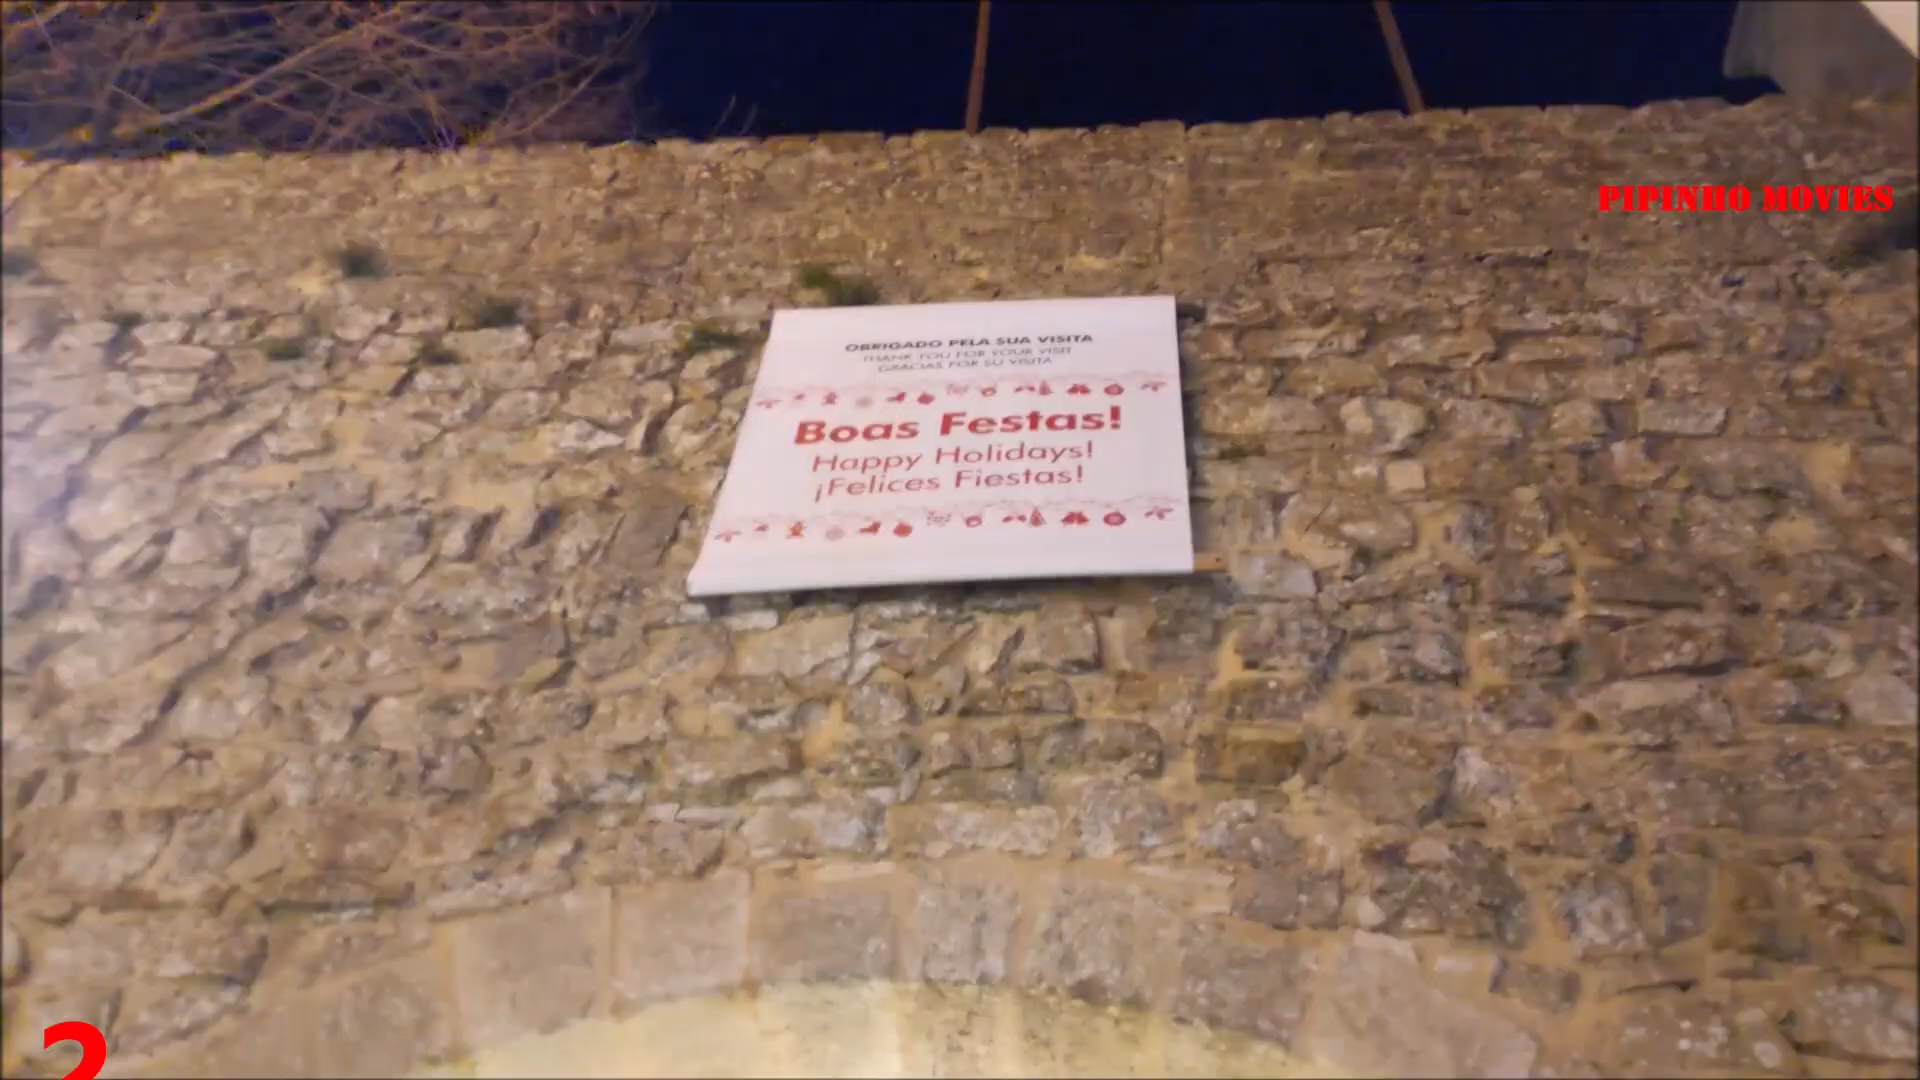 PIPINHO MOVIES
OBRIGADO PELA SUA VISITA
THANK YOU FOR YOUR VISIT
GRACIAS POR SU VISITA
Boas Festas!
Happy Holidays!
¡Felices Fiestas!
2